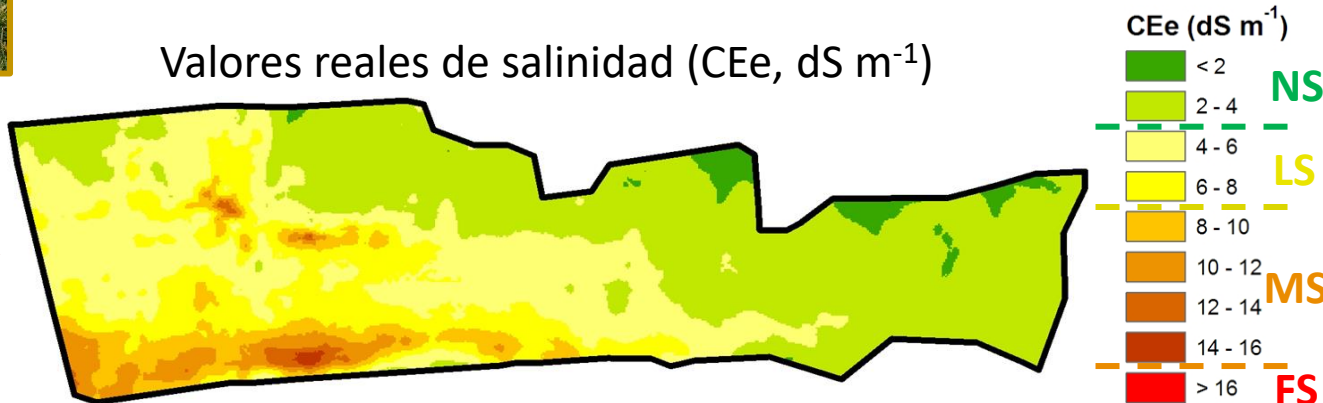 Valores reales de salinidad (CEe, dS m-1)
CEe (dS m-1)
< 2
NS
2 - 4
4 - 6
LS
6 - 8
8 - 10
10 - 12
MS
12 - 14
14 - 16
> 16
FS